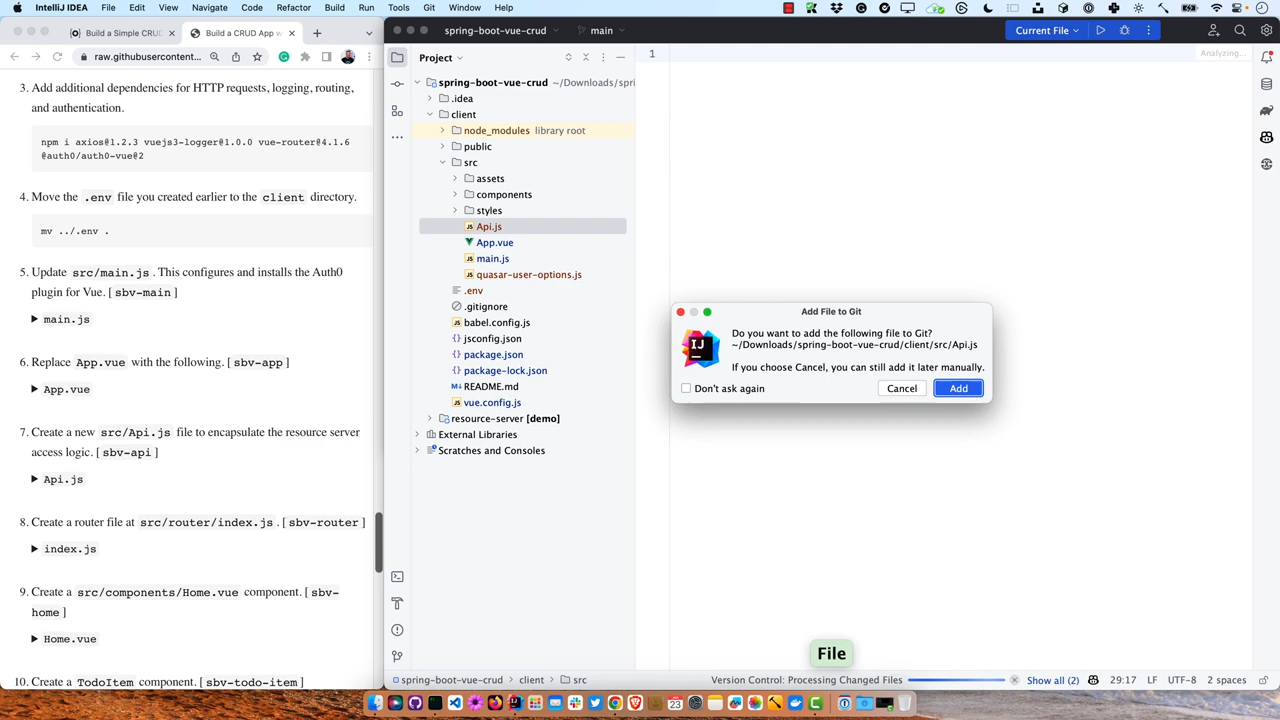 IntelliJ IDEA File Edit View Navigate Code Refactor Build Run Tools Git Window Help
Build a Simple CRUD
Build a CRUD App w
raw.githubusercontent...
3. Add additional dependencies for HTTP requests, logging, routing,
and authentication.
npm i axios@1.2.3 vuejs3-logger@1.0.0 vue-router@4.1.6
@auth0/auth0-vue@2
4. Move the .env file you created earlier to the client directory.
mv ../.env .
5. Update src/main.js . This configures and installs the Auth0
plugin for Vue. [ sbv-main ]
main.js
6. Replace App.vue with the following. [ sbv-app ]
App.vue
7. Create a new src/Api.js file to encapsulate the resource server
access logic. [ sbv-api ]
Api.js
8. Create a router file at src/router/index.js . [ sbv-router ]
index.js
9. Create a src/components/Home.vue component. [ sbv-
home ]
Home.vue
10. Create a TodoItem component. [ sbv-todo-item ]
spring-boot-vue-crud
main
Current File
Project
spring-boot-vue-crud ~/Downloads/spri
.idea
client
node_modules library root
public
src
assets
components
styles
Api.js
App.vue
main.js
quasar-user-options.js
.env
.gitignore
babel.config.js
jsconfig.json
package.json
package-lock.json
README.md
vue.config.js
resource-server [demo]
External Libraries
Scratches and Consoles
1
Analyzing...
Add File to Git
Do you want to add the following file to Git?
~/Downloads/spring-boot-vue-crud/client/src/Api.js
If you choose Cancel, you can still add it later manually.
Don't ask again
Cancel
Add
File
spring-boot-vue-crud
client
src
Version Control: Processing Changed Files
Show all (2)
29:17 LF UTF-8 2 spaces
23